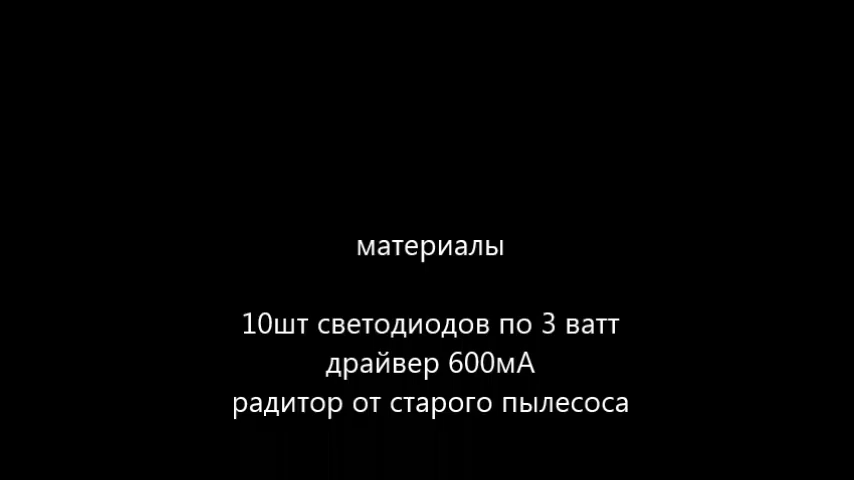 материалы
10шт светодиодов по 3 ватт
драйвер 600мА
радитор от старого пылесоса